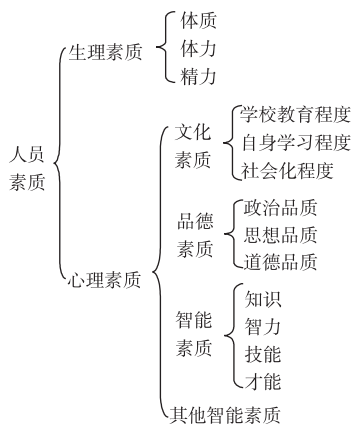 人员
素质
生理素质
体质
体力
精力
心理素质
文化
素质
学校教育程度
自身学习程度
社会化程度
品德
素质
政治品质
思想品质
道德品质
智能
素质
知识
智力
技能
才能
其他智能素质